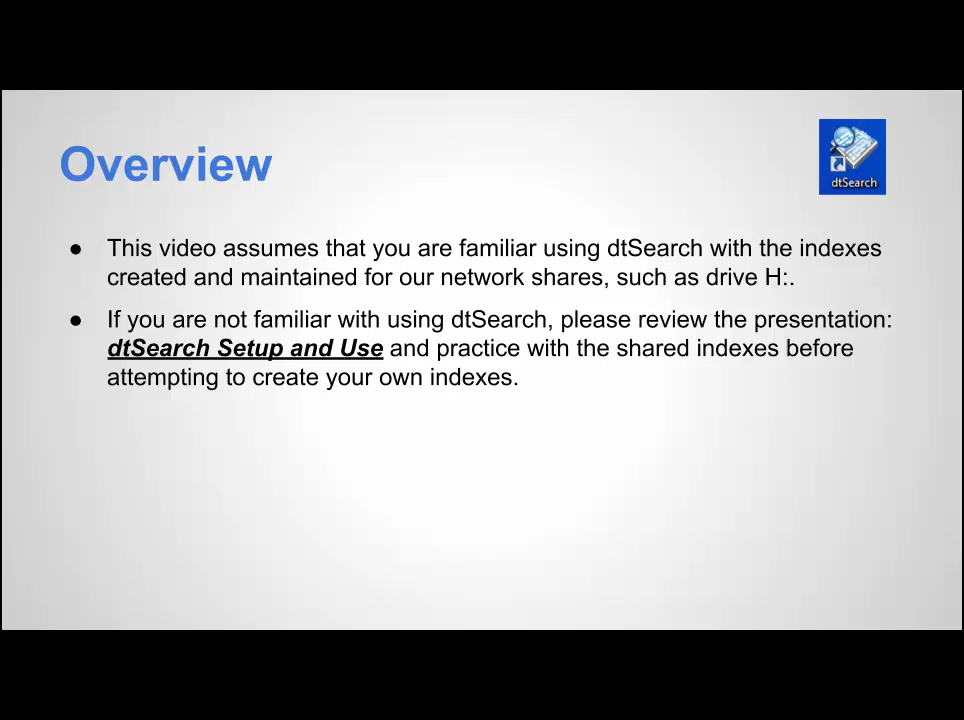 Overview
dtSearch
● This video assumes that you are familiar using dtSearch with the indexes
created and maintained for our network shares, such as drive H:.
● If you are not familiar with using dtSearch, please review the presentation:
dtSearch Setup and Use and practice with the shared indexes before
attempting to create your own indexes.